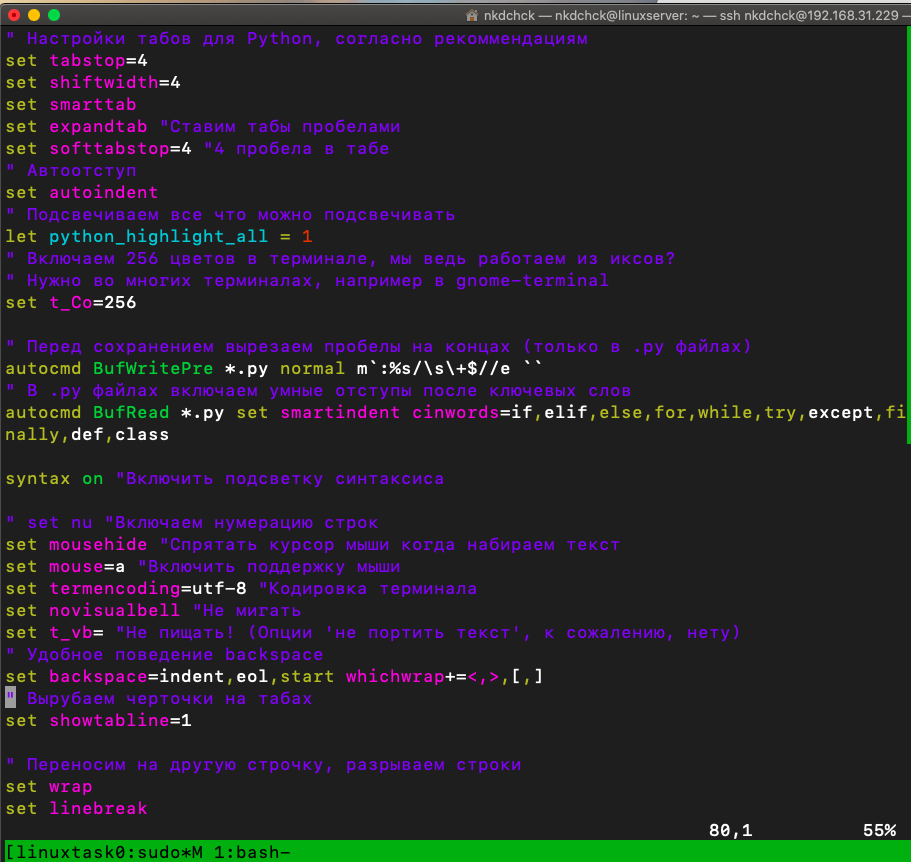 nkdchck — nkdchck@linuxserver: ~ — ssh nkdchck@192.168.31.229 —
" Настройки табов для Python, согласно рекоммендациям
set tabstop=4
set shiftwidth=4
set smarttab
set expandtab "Ставим табы пробелами
set softtabstop=4 "4 пробела в табе
" Автоотступ
set autoindent
" Подсвечиваем все что можно подсвечивать
let python_highlight_all = 1
" Включаем 256 цветов в терминале, мы ведь работаем из иксов?
" Нужно во многих терминалах, например в gnome-terminal
set t_Co=256
" Перед сохранением вырезаем пробелы на концах (только в .py файлах)
autocmd BufWritePre *.py normal m`:%s/\s\+$//e ``
" В .py файлах включаем умные отступы после ключевых слов
autocmd BufRead *.py set smartindent cinwords=if,elif,else,for,while,try,except,fi
nally,def,class
syntax on "Включить подсветку синтаксиса
" set nu "Включаем нумерацию строк
set mousehide "Спрятать курсор мыши когда набираем текст
set mouse=a "Включить поддержку мыши
set termencoding=utf-8 "Кодировка терминала
set novisualbell "Не мигать
set t_vb= "Не пищать! (Опции 'не портить текст', к сожалению, нету)
" Удобное поведение backspace
set backspace=indent,eol,start whichwrap+=<,>,[,]
" Вырубаем черточки на табах
set showtabline=1
" Переносим на другую строчку, разрываем строки
set wrap
set linebreak
80,1 55%
[linuxtask0:sudo*M 1:bash-